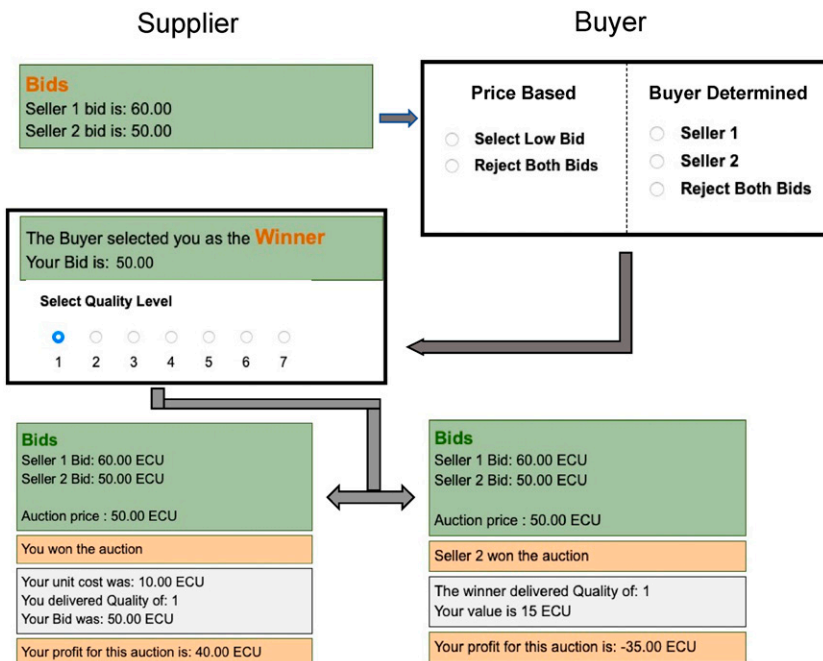 Supplier
Buyer
Bids
Seller 1 bid is: 60.00
Seller 2 bid is: 50.00
Price Based
Select Low Bid
Reject Both Bids
Buyer Determined
Seller 1
Seller 2
Reject Both Bids
The Buyer selected you as the Winner
Your Bid is: 50.00
Select Quality Level
1 2 3 4 5 6 7
Bids
Seller 1 Bid: 60.00 ECU
Seller 2 Bid: 50.00 ECU
Auction price : 50.00 ECU
You won the auction
Your unit cost was: 10.00 ECU
You delivered Quality of: 1
Your Bid was: 50.00 ECU
Your profit for this auction is: 40.00 ECU
Bids
Seller 1 Bid: 60.00 ECU
Seller 2 Bid: 50.00 ECU
Auction price : 50.00 ECU
Seller 2 won the auction
The winner delivered Quality of: 1
Your value is 15 ECU
Your profit for this auction is: -35.00 ECU